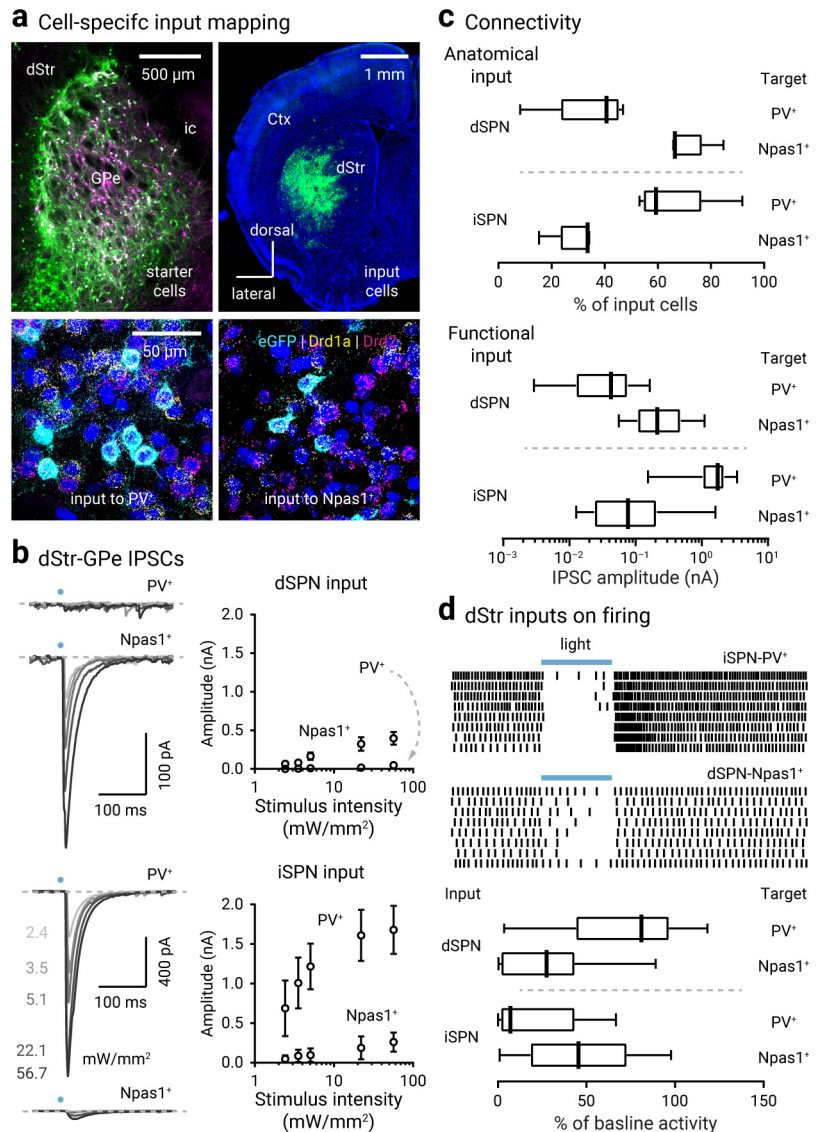 a Cell-specifc input mapping
dStr
500 µm
ic
GPe
starter
cells
1 mm
Ctx
dStr
dorsal
lateral
input
cells
50 µm
input to PV⁺
eGFP | Drd1a | Drd2
input to Npas1⁺
b dStr-GPe IPSCs
PV⁺
Npas1⁺
100 pA
100 ms
dSPN input
2.0
1.5
1.0
0.5
0.0
Amplitude (nA)
PV⁺
Npas1⁺
1 10 100
Stimulus intensity
(mW/mm²)
PV⁺
2.4
3.5
5.1
22.1
56.7
mW/mm²
400 pA
100 ms
Npas1⁺
iSPN input
2.0
1.5
1.0
0.5
0.0
Amplitude (nA)
PV⁺
Npas1⁺
1 10 100
Stimulus intensity
(mW/mm²)
c Connectivity
Anatomical
input
Target
dSPN
PV⁺
Npas1⁺
iSPN
PV⁺
Npas1⁺
0 20 40 60 80 100
% of input cells
Functional
input
Target
dSPN
PV⁺
Npas1⁺
iSPN
PV⁺
Npas1⁺
10⁻³ 10⁻² 10⁻¹ 10⁰ 10¹
IPSC amplitude (nA)
d dStr inputs on firing
light
iSPN-PV⁺
dSPN-Npas1⁺
Input
Target
dSPN
PV⁺
Npas1⁺
iSPN
PV⁺
Npas1⁺
0 50 100 150
% of basline activity